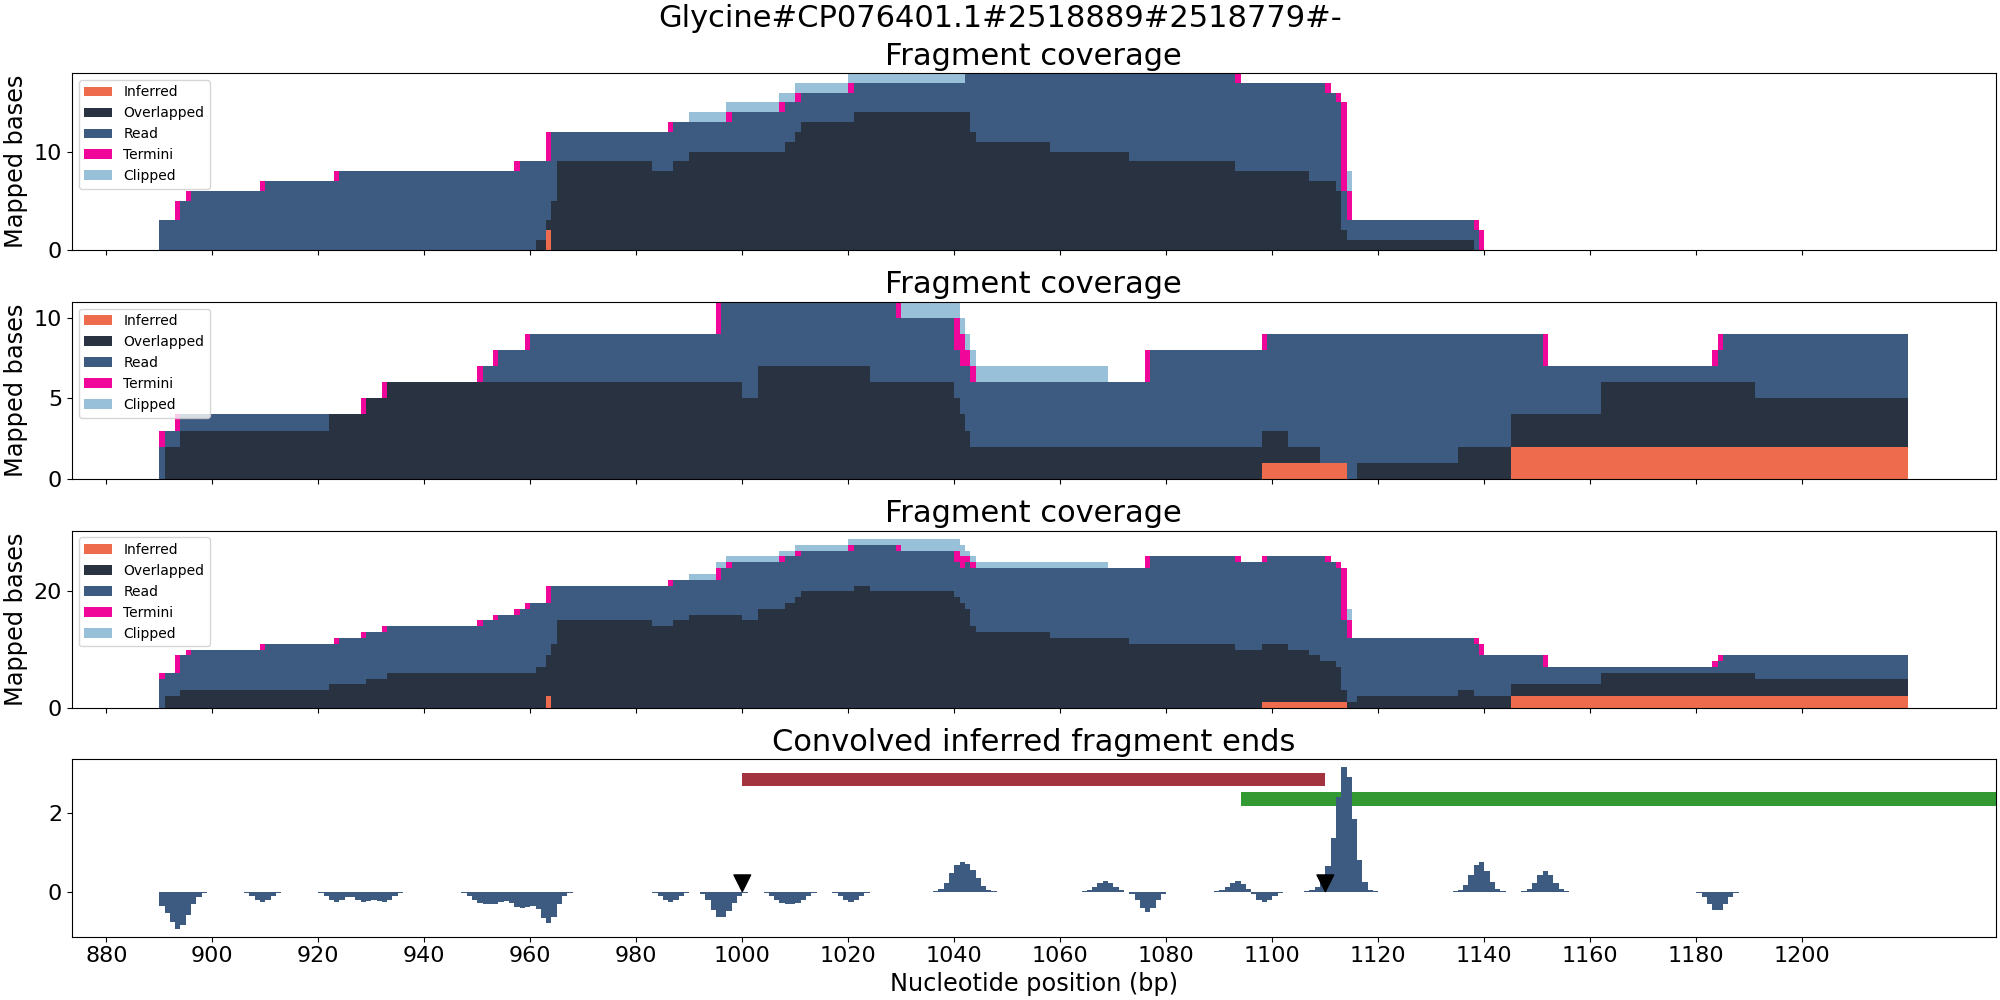 Glycine#CP076401.1#2518889#2518779#-
Fragment coverage
Mapped bases
10
0
Inferred
Overlapped
Read
Termini
Clipped
Fragment coverage
Mapped bases
10
5
0
Inferred
Overlapped
Read
Termini
Clipped
Fragment coverage
Mapped bases
20
0
Inferred
Overlapped
Read
Termini
Clipped
Convolved inferred fragment ends
2
0
880 900 920 940 960 980 1000 1020 1040 1060 1080 1100 1120 1140 1160 1180 1200
Nucleotide position (bp)